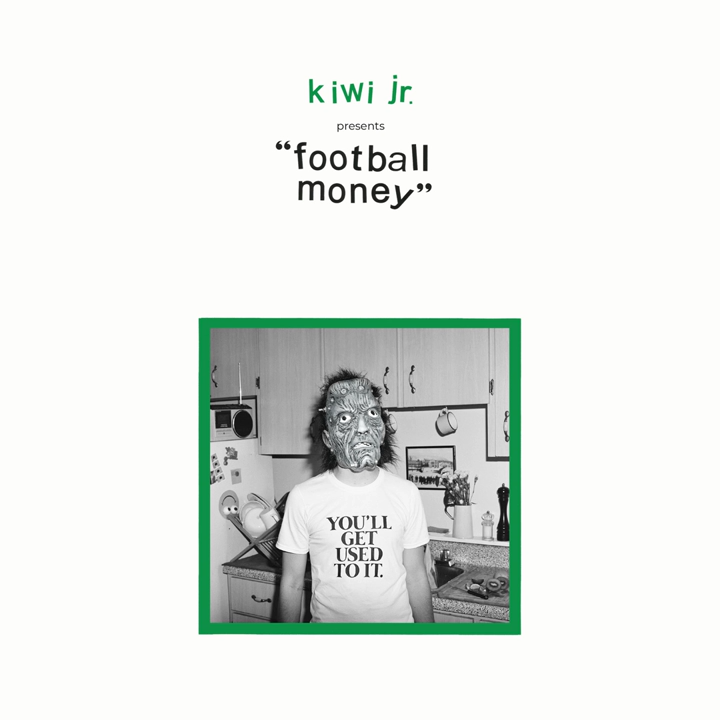 kiwi jr.
presents
“football
money”
YOU'LL
GET
USED
TO IT.